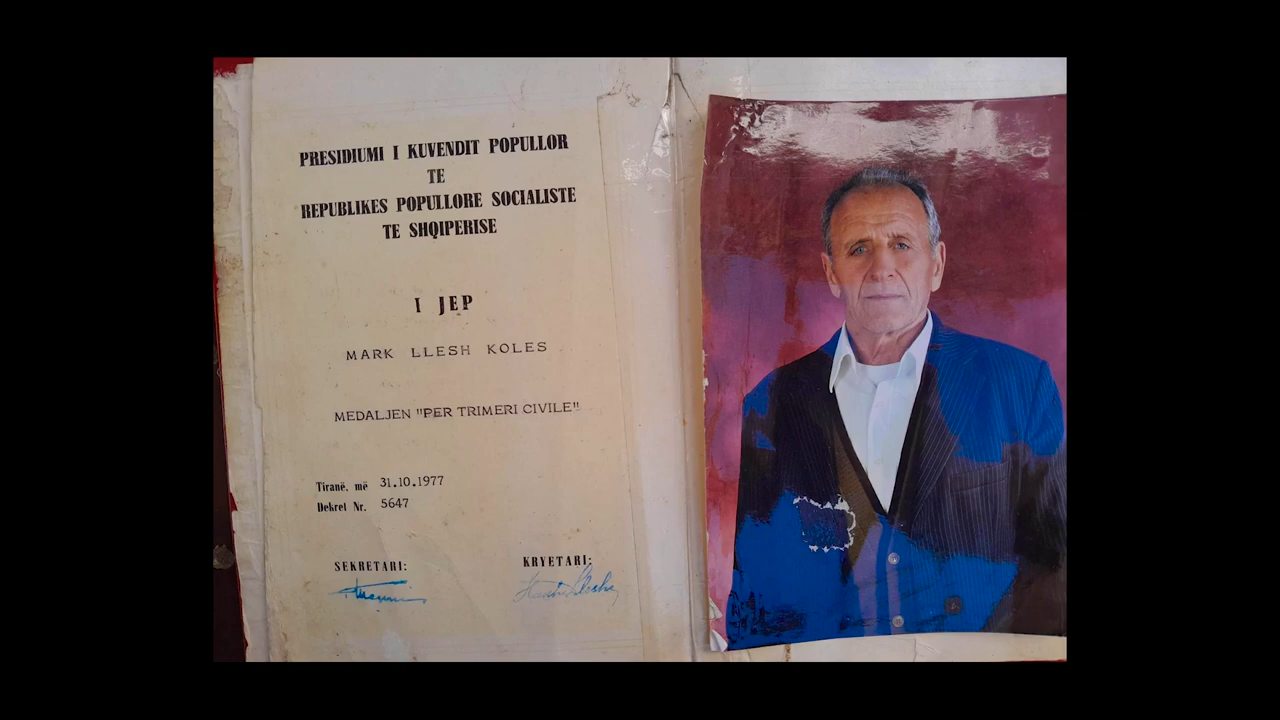 PRESIDIUMI I KUVENDIT POPULLOR
TE
REPUBLIKES POPULLORE SOCIALISTE
TE SHQIPERISE
I JEP
MARK LLESH KOLES
MEDALJEN "PER TRIMERI CIVILE"
Tiranë, më 31.10.1977
Dekret Nr. 5647
SEKRETARI: KRYETARI: